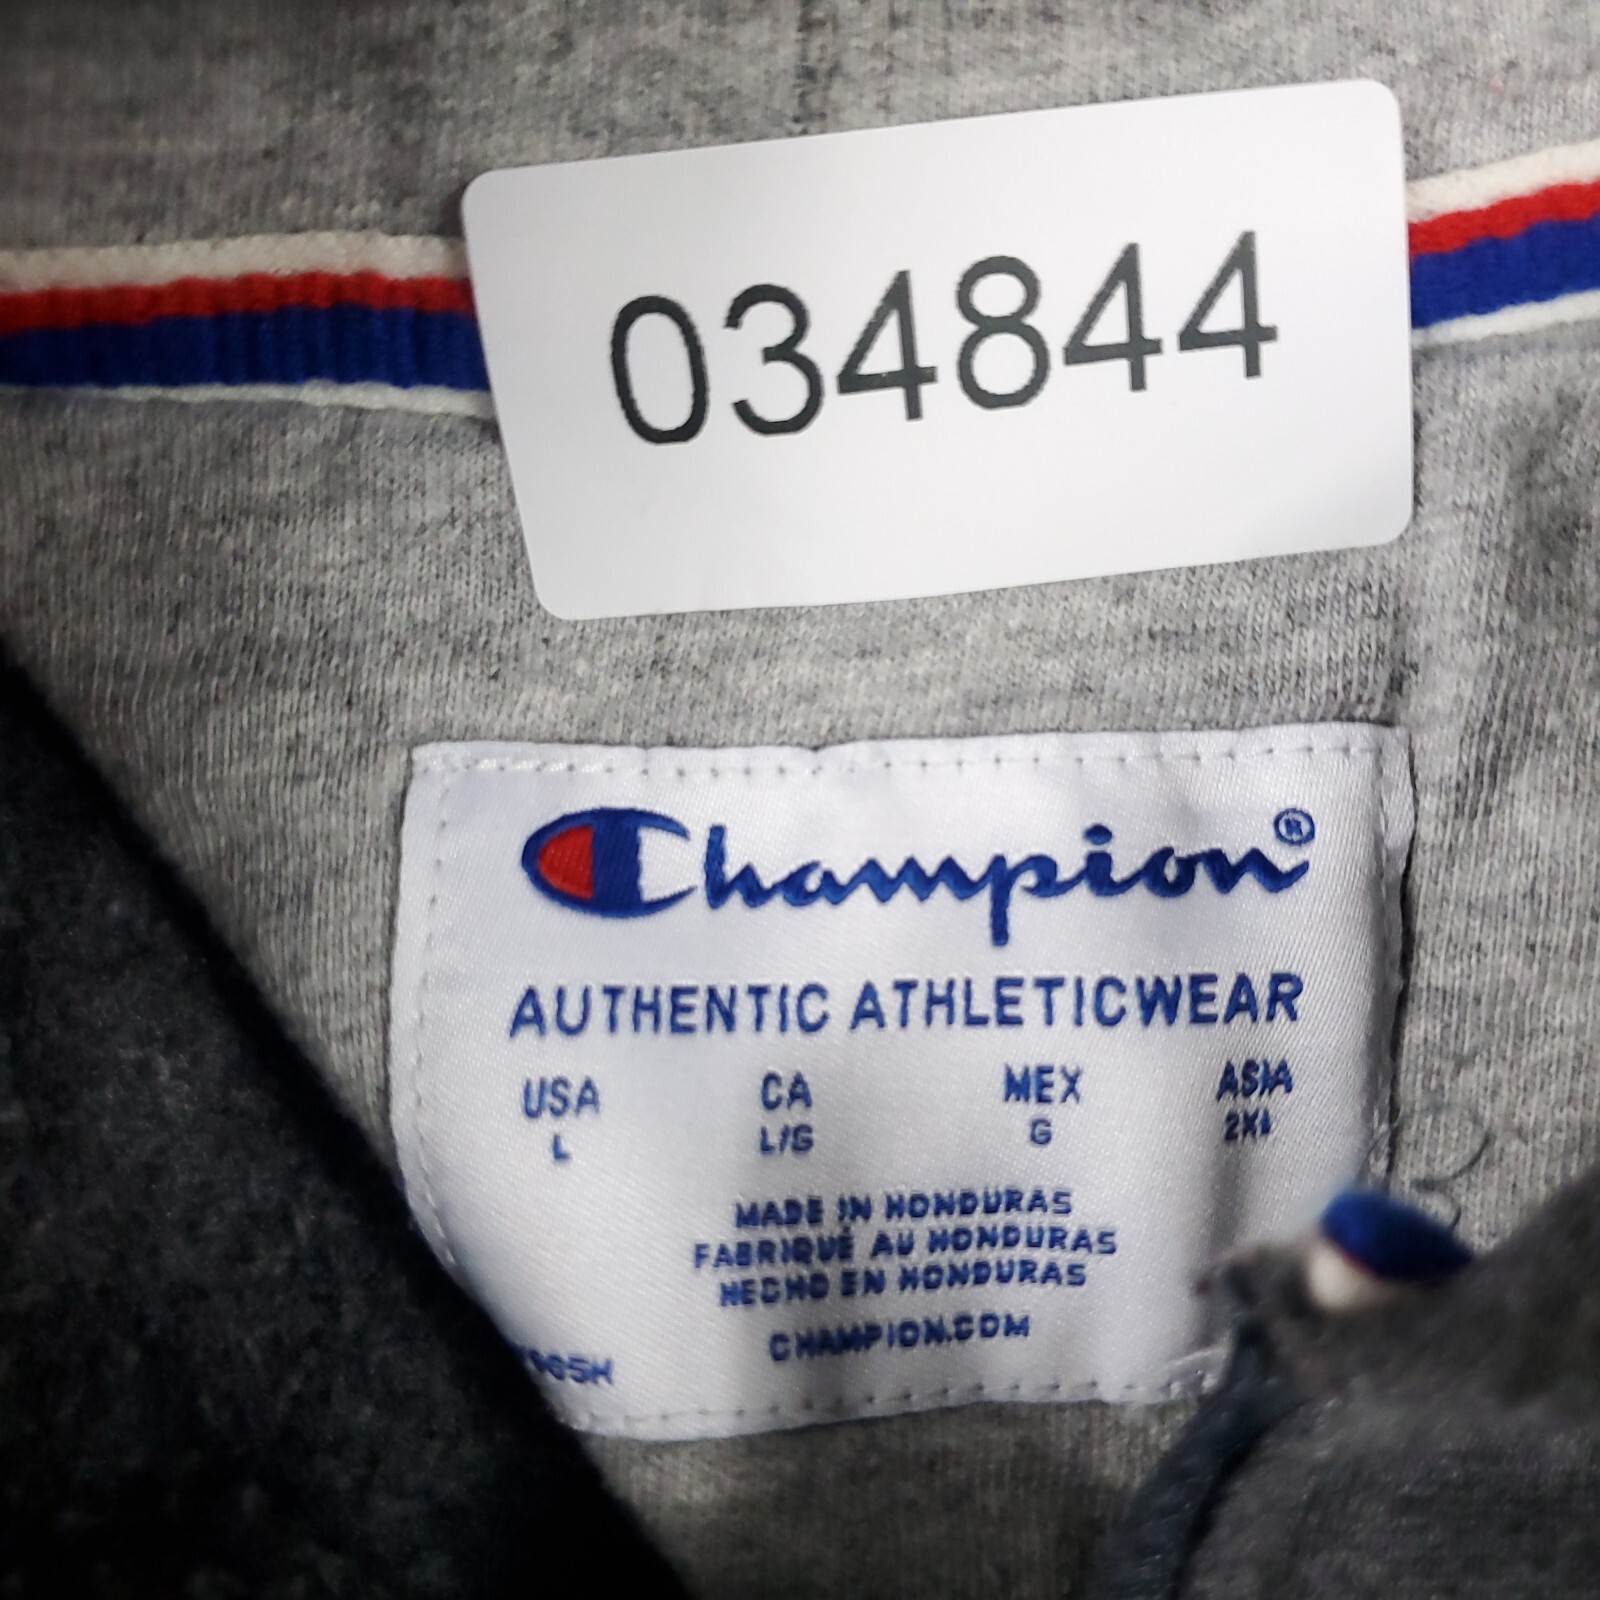 034844
Champion®
AUTHENTIC ATHLETICWEAR
USA CA MEX ASIA
L L/G G 2XL
MADE IN HONDURAS
FABRIQUÉ AU HONDURAS
HECHO EN HONDURAS
CHAMPION.COM